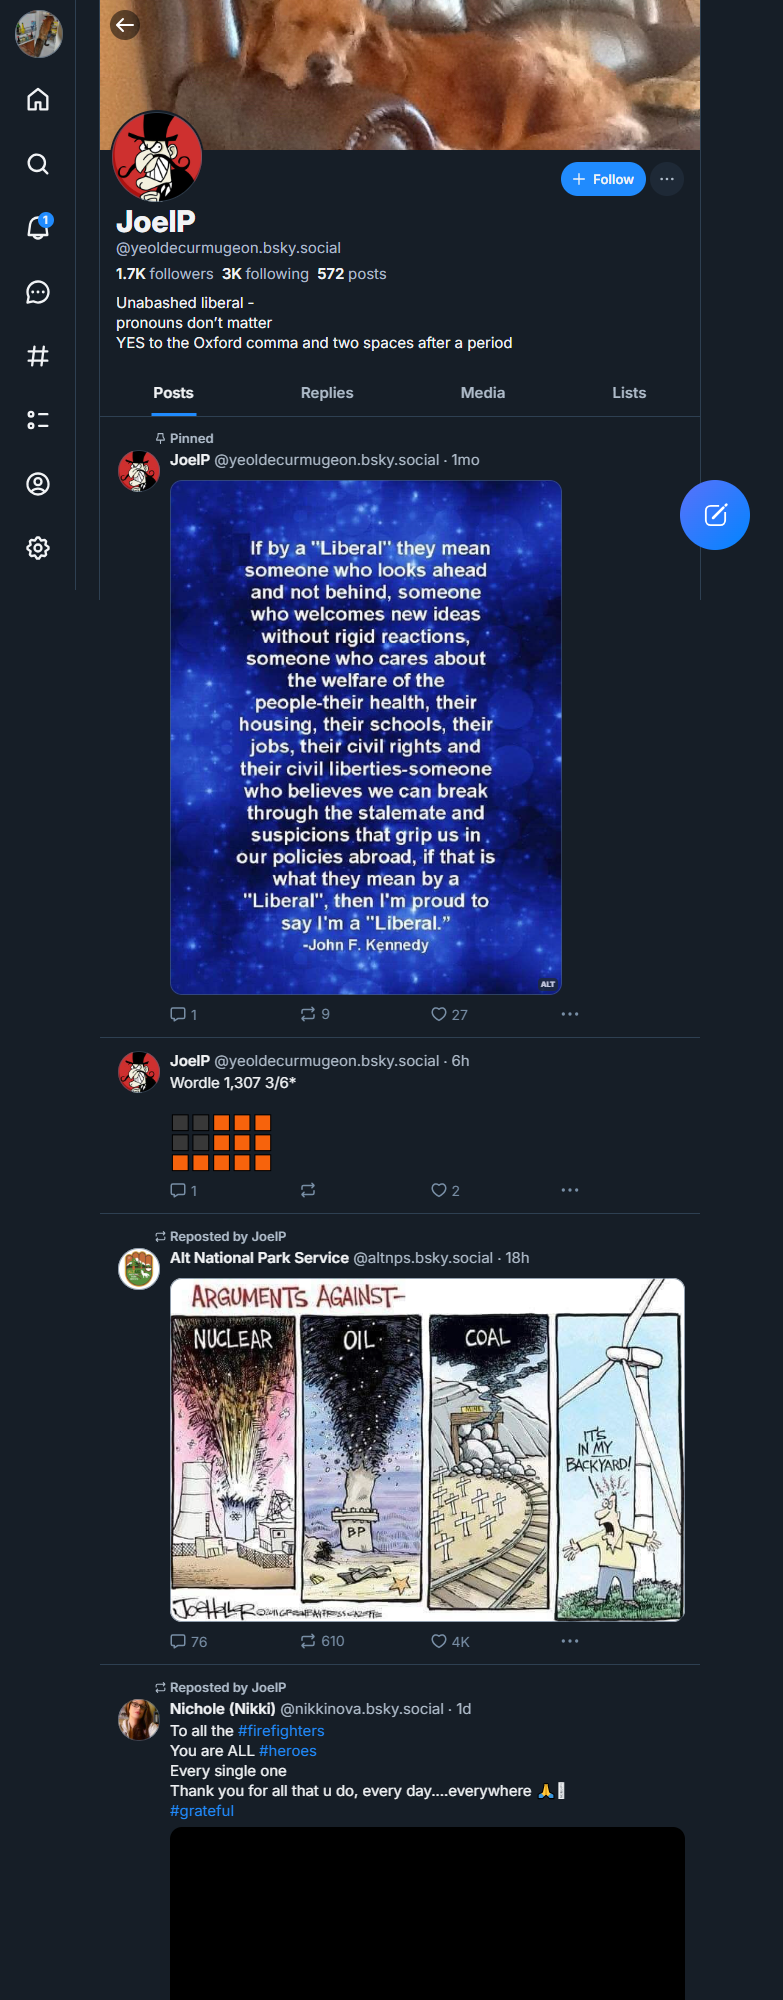 1
+ Follow
JoelP
@yeoldecurmugeon.bsky.social
1.7K followers 3K following 572 posts
Unabashed liberal -
pronouns don’t matter
YES to the Oxford comma and two spaces after a period
Posts Replies Media Lists
Pinned
JoelP @yeoldecurmugeon.bsky.social · 1mo
If by a "Liberal" they mean
someone who looks ahead
and not behind, someone
who welcomes new ideas
without rigid reactions,
someone who cares about
the welfare of the
people-their health, their
housing, their schools, their
jobs, their civil rights and
their civil liberties-someone
who believes we can break
through the stalemate and
suspicions that grip us in
our policies abroad, if that is
what they mean by a
"Liberal", then I'm proud to
say I'm a "Liberal.”
-John F. Kennedy
ALT
1 9 27
JoelP @yeoldecurmugeon.bsky.social · 6h
Wordle 1,307 3/6*
1 2
Reposted by JoelP
Alt National Park Service @altnps.bsky.social · 18h
ARGUMENTS AGAINST-
NUCLEAR OIL COAL
IT'S
IN MY
BACKYARD!
BP
JOE HELLER ©2011 GREEN BAY PRESS-GAZETTE
76 610 4K
Reposted by JoelP
Nichole (Nikki) @nikkinova.bsky.social · 1d
To all the #firefighters
You are ALL #heroes
Every single one
Thank you for all that u do, every day....everywhere 🙏
#grateful